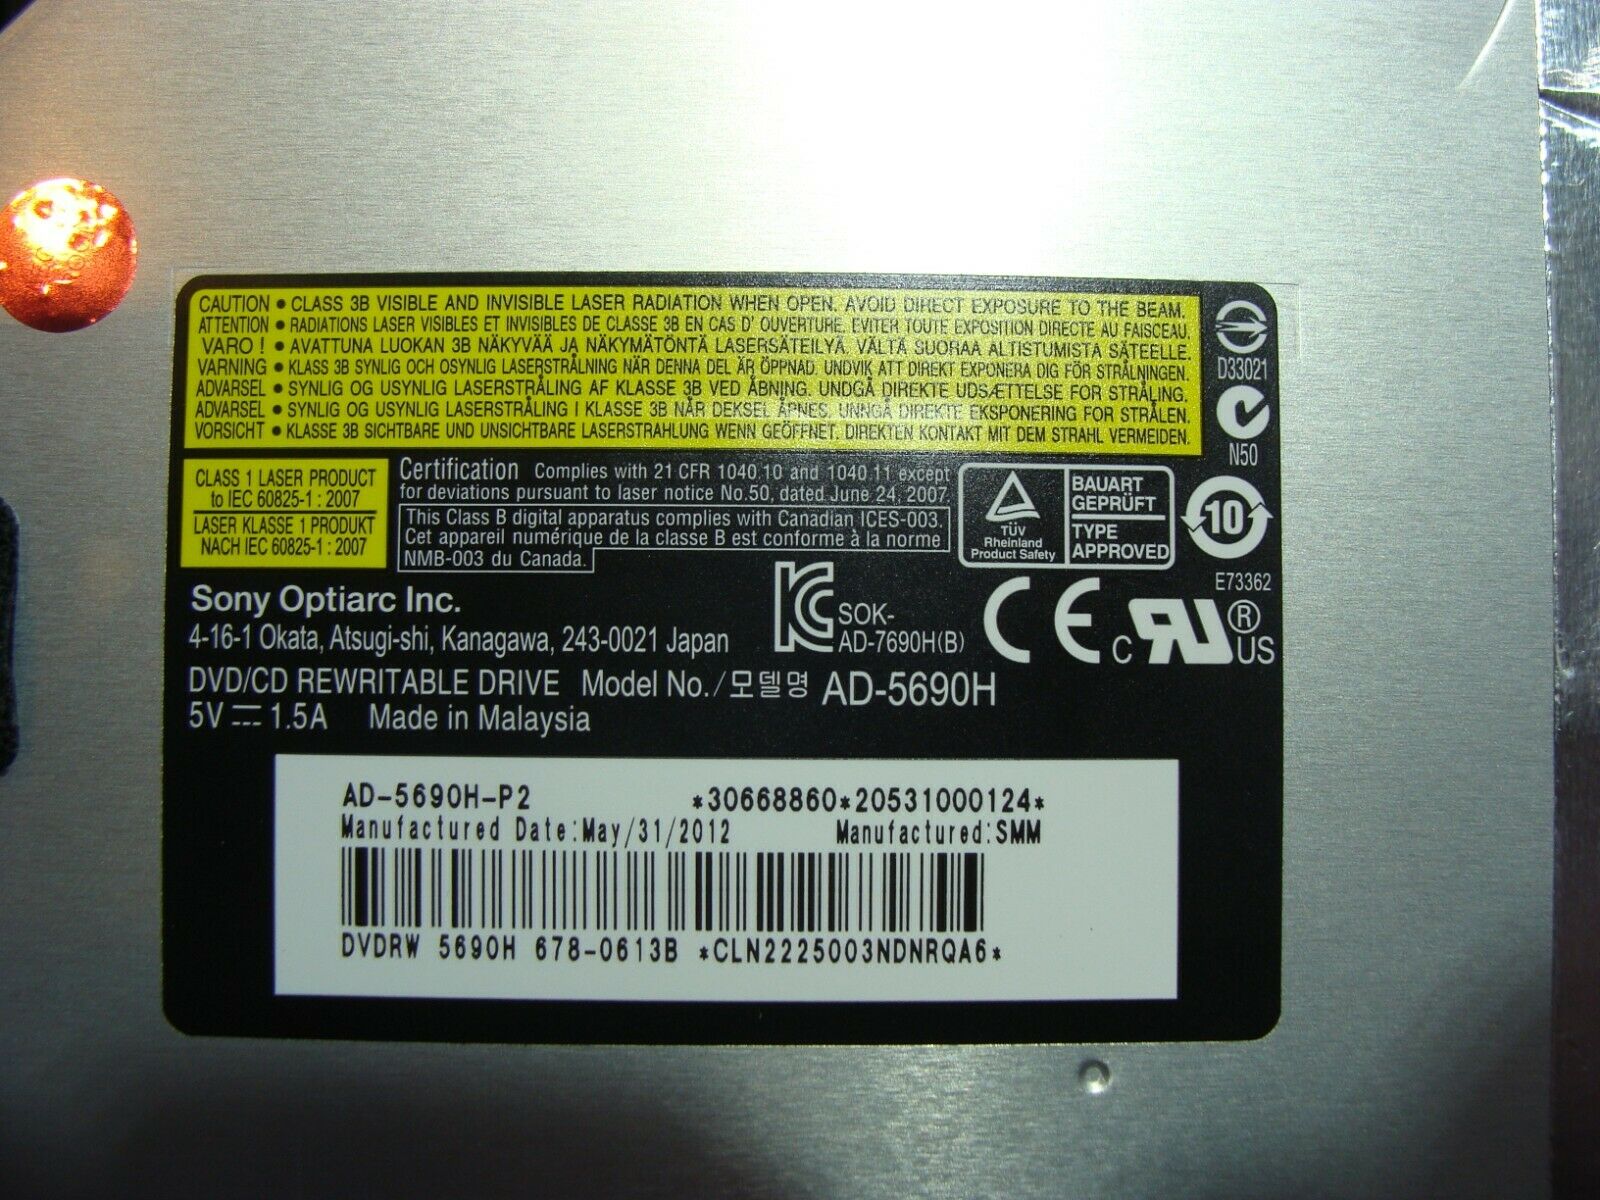 CAUTION • CLASS 3B VISIBLE AND INVISIBLE LASER RADIATION WHEN OPEN. AVOID DIRECT EXPOSURE TO THE BEAM.
ATTENTION • RADIATIONS LASER VISIBLES ET INVISIBLES DE CLASSE 3B EN CAS D' OUVERTURE. EVITER TOUTE EXPOSITION DIRECTE AU FAISCEAU.
VARO ! • AVATTUNA LUOKAN 3B NÄKYVÄÄ JA NÄKYMÄTÖNTÄ LASERSÄTEILYÄ. VÄLTÄ SUORAA ALTISTUMISTA SÄTEELLE.
VARNING • KLASS 3B SYNLIG OCH OSYNLIG LASERSTRÅLNING NÄR DENNA DEL ÄR ÖPPNAD. UNDVIK ATT DIREKT EXPONERA DIG FÖR STRÅLNINGEN.
ADVARSEL • SYNLIG OG USYNLIG LASERSTRÅLING AF KLASSE 3B VED ÅBNING. UNDGÅ DIREKTE UDSÆTTELSE FOR STRÅLING.
ADVARSEL • SYNLIG OG USYNLIG LASERSTRÅLING I KLASSE 3B NÅR DEKSEL ÅPNES. UNNGÅ DIREKTE EKSPONERING FOR STRÅLEN.
VORSICHT • KLASSE 3B SICHTBARE UND UNSICHTBARE LASERSTRAHLUNG WENN GEÖFFNET. DIREKTEN KONTAKT MIT DEM STRAHL VERMEIDEN.
D33021
N50
CLASS 1 LASER PRODUCT
to IEC 60825-1 : 2007
LASER KLASSE 1 PRODUKT
NACH IEC 60825-1 : 2007
Certification Complies with 21 CFR 1040.10 and 1040.11 except
for deviations pursuant to laser notice No.50, dated June 24, 2007.
This Class B digital apparatus complies with Canadian ICES-003.
Cet appareil numérique de la classe B est conforme à la norme
NMB-003 du Canada.
TÜV
Rheinland
Product Safety
BAUART
GEPRÜFT
TYPE
APPROVED
10
E73362
Sony Optiarc Inc.
4-16-1 Okata, Atsugi-shi, Kanagawa, 243-0021 Japan
SOK-
AD-7690H(B)
CE
c RU ® US
DVD/CD REWRITABLE DRIVE Model No./모델명 AD-5690H
5V 1.5A Made in Malaysia
AD-5690H-P2 *30668860*20531000124*
Manufactured Date:May/31/2012 Manufactured:SMM
DVDRW 5690H 678-0613B *CLN2225003NDNRQA6*